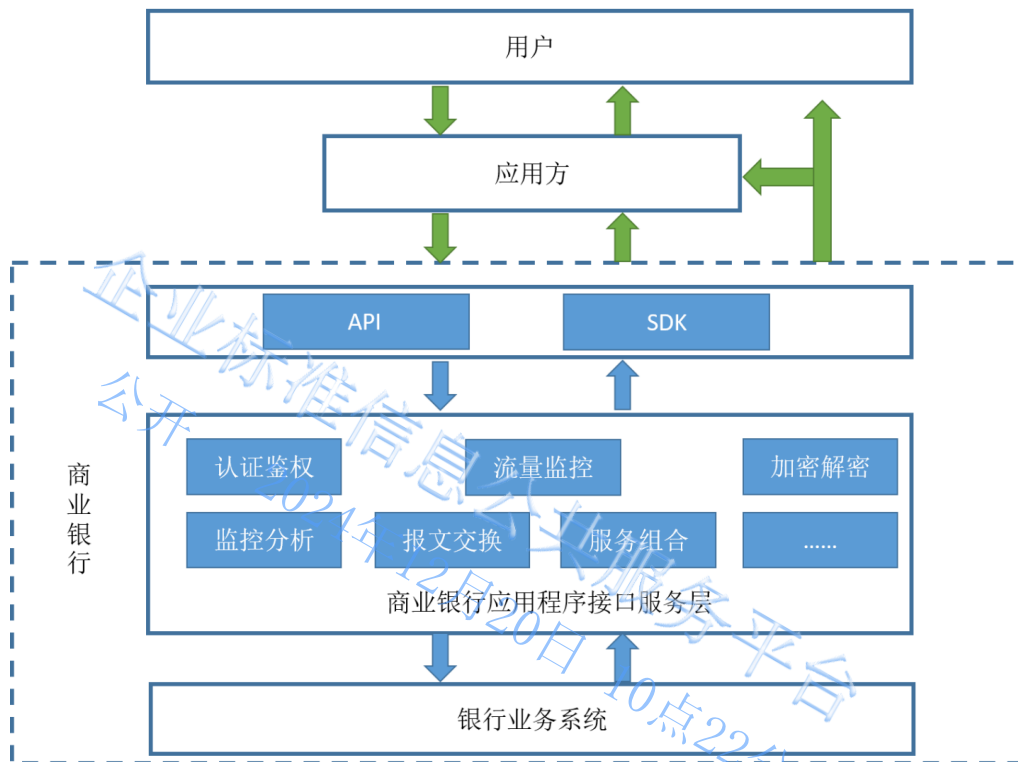 用户
应用方
API
SDK
商业银行
认证鉴权
流量监控
加密解密
监控分析
报文交换
服务组合
......
商业银行应用程序接口服务层
银行业务系统
企业标准信息公共服务平台
公开
2024年12月20日 10点22分